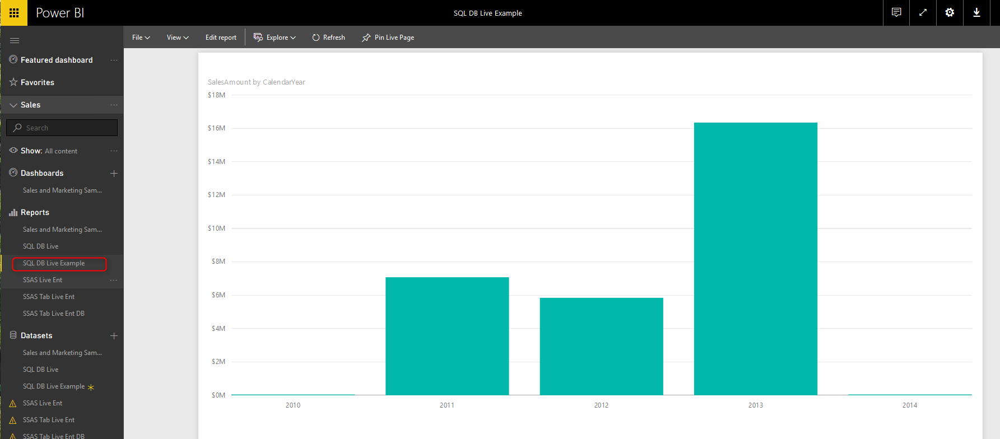 Power BI
SQL DB Live Example
File View Edit report Explore Refresh Pin Live Page
Featured dashboard
Favorites
Sales
Search
Show: All content
Dashboards
Sales and Marketing Sam...
Reports
Sales and Marketing Sam...
SQL DB Live
SQL DB Live Example
SSAS Live Ent
SSAS Tab Live Ent
SSAS Tab Live Ent DB
Datasets
Sales and Marketing Sam...
SQL DB Live
SQL DB Live Example
SSAS Live Ent
SSAS Tab Live Ent
SSAS Tab Live Ent DB
SalesAmount by CalendarYear
$18M
$16M
$14M
$12M
$10M
$8M
$6M
$4M
$2M
$0M
2010 2011 2012 2013 2014